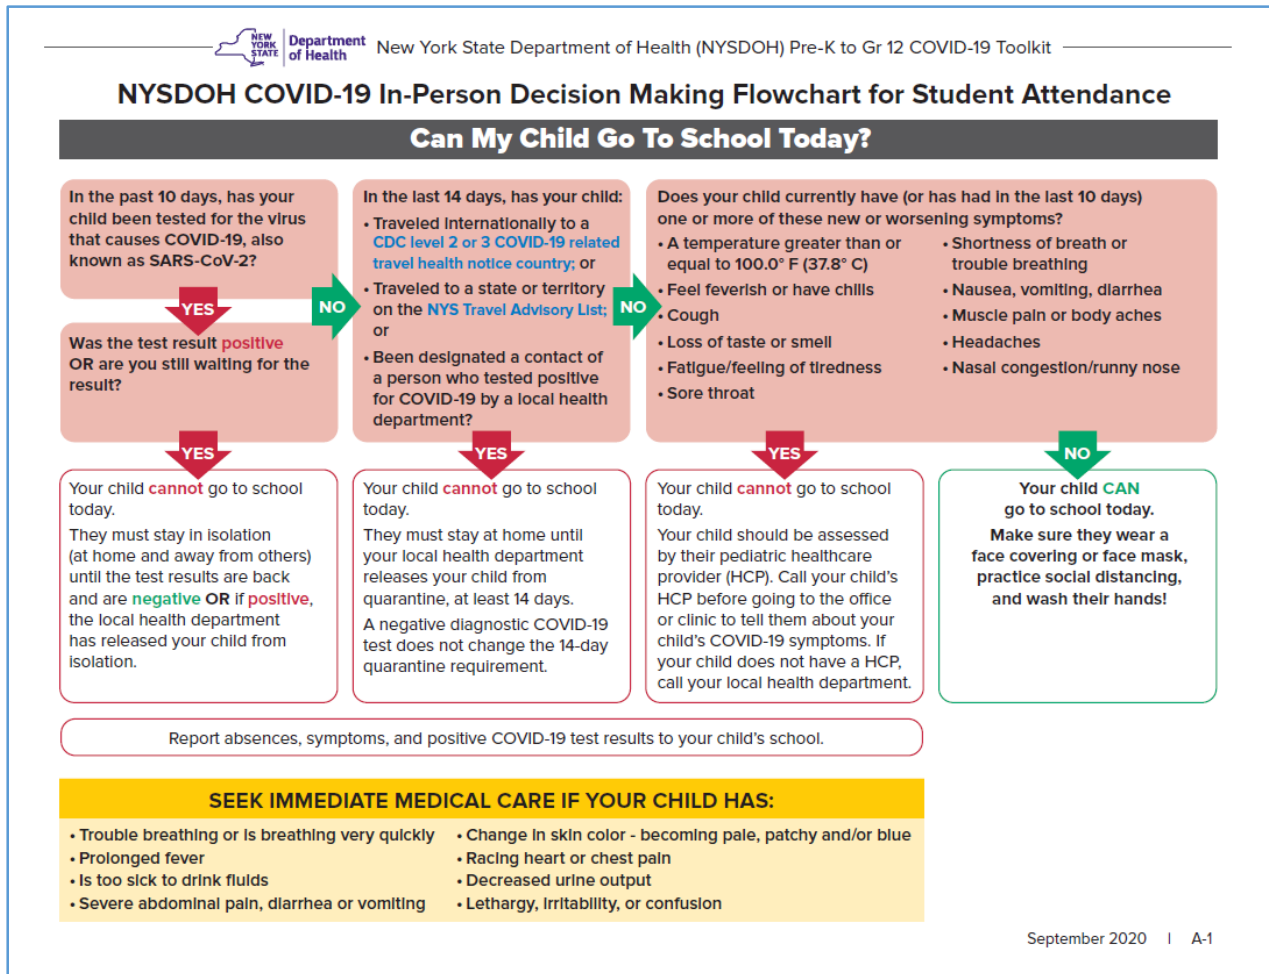 NEW
YORK
STATE
Department
of Health
New York State Department of Health (NYSDOH) Pre-K to Gr 12 COVID-19 Toolkit
NYSDOH COVID-19 In-Person Decision Making Flowchart for Student Attendance
Can My Child Go To School Today?
In the past 10 days, has your
child been tested for the virus
that causes COVID-19, also
known as SARS-CoV-2?
YES
NO
Was the test result positive
OR are you still waiting for the
result?
YES
Your child cannot go to school
today.
They must stay in isolation
(at home and away from others)
until the test results are back
and are negative OR if positive,
the local health department
has released your child from
isolation.
In the last 14 days, has your child:
• Traveled internationally to a
CDC level 2 or 3 COVID-19 related
travel health notice country; or
• Traveled to a state or territory
on the NYS Travel Advisory List;
or
• Been designated a contact of
a person who tested positive
for COVID-19 by a local health
department?
NO
YES
Your child cannot go to school
today.
They must stay at home until
your local health department
releases your child from
quarantine, at least 14 days.
A negative diagnostic COVID-19
test does not change the 14-day
quarantine requirement.
Does your child currently have (or has had in the last 10 days)
one or more of these new or worsening symptoms?
• A temperature greater than or
equal to 100.0° F (37.8° C)
• Feel feverish or have chills
• Cough
• Loss of taste or smell
• Fatigue/feeling of tiredness
• Sore throat
• Shortness of breath or
trouble breathing
• Nausea, vomiting, diarrhea
• Muscle pain or body aches
• Headaches
• Nasal congestion/runny nose
YES
Your child cannot go to school
today.
Your child should be assessed
by their pediatric healthcare
provider (HCP). Call your child's
HCP before going to the office
or clinic to tell them about your
child's COVID-19 symptoms. If
your child does not have a HCP,
call your local health department.
NO
Your child CAN
go to school today.
Make sure they wear a
face covering or face mask,
practice social distancing,
and wash their hands!
Report absences, symptoms, and positive COVID-19 test results to your child's school.
SEEK IMMEDIATE MEDICAL CARE IF YOUR CHILD HAS:
• Trouble breathing or is breathing very quickly
• Prolonged fever
• Is too sick to drink fluids
• Severe abdominal pain, diarrhea or vomiting
• Change in skin color - becoming pale, patchy and/or blue
• Racing heart or chest pain
• Decreased urine output
• Lethargy, irritability, or confusion
September 2020 | A-1